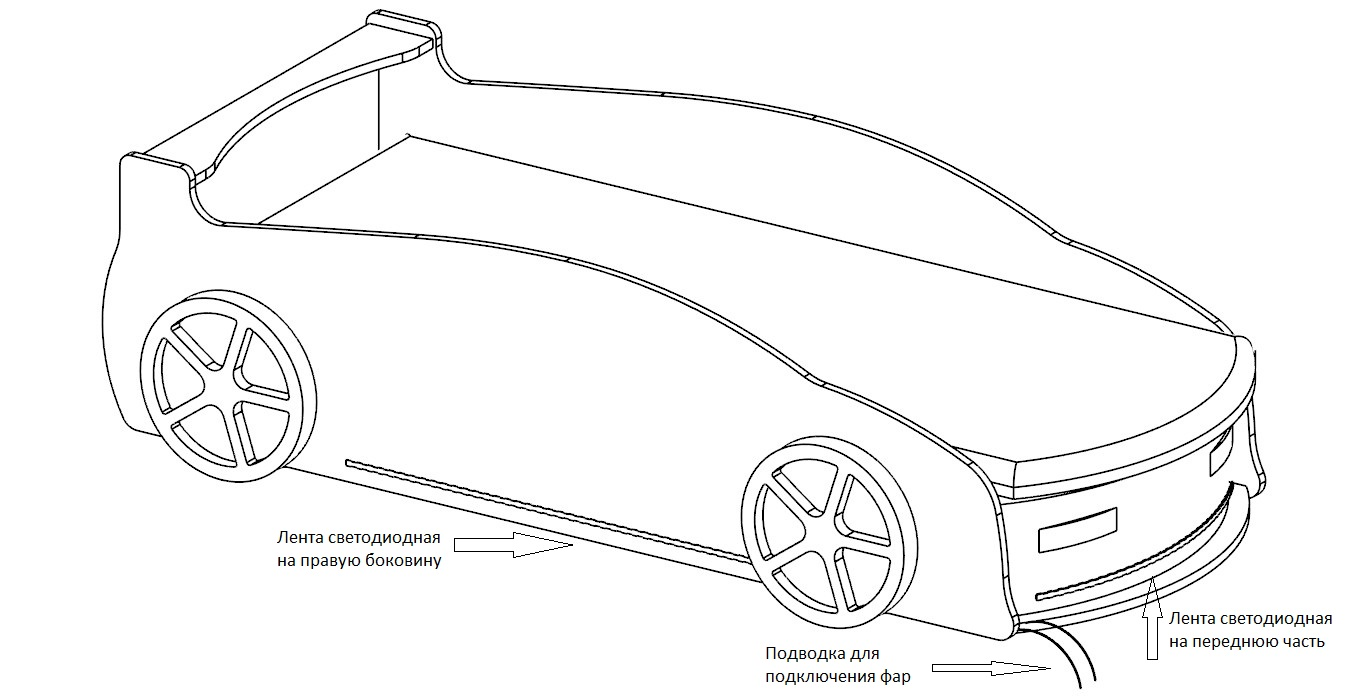 Лента светодиодная
на правую боковину
Лента светодиодная
на переднюю часть
Подводка для
подключения фар